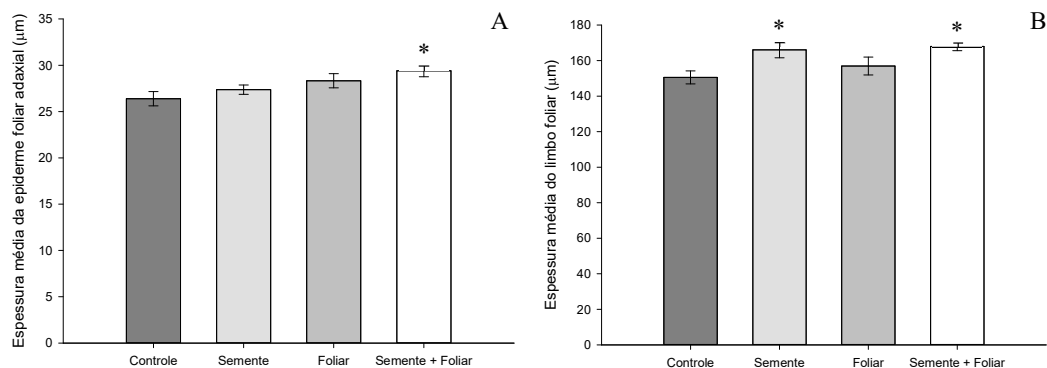 A
Espessura média da epiderme foliar adaxial (µm)
35
30
25
20
15
10
5
0
*
Controle
Semente
Foliar
Semente + Foliar
B
Espessura média do limbo foliar (µm)
180
160
140
120
100
80
60
40
20
0
*
*
Controle
Semente
Foliar
Semente + Foliar